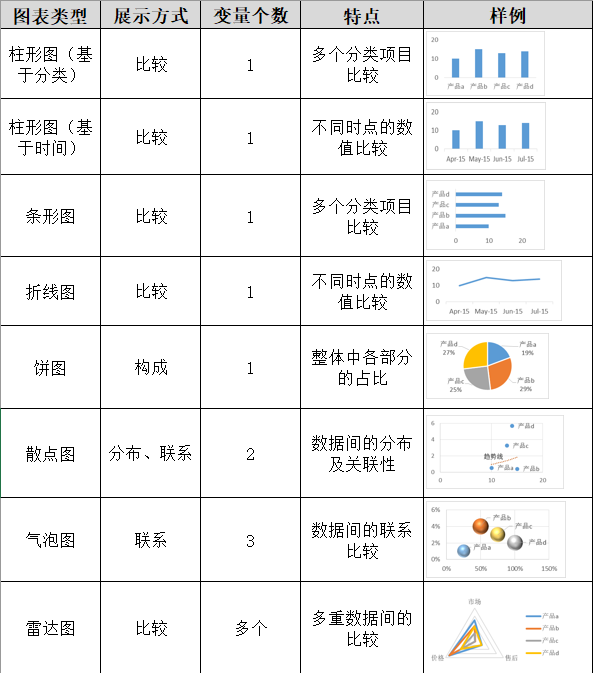 图表类型 展示方式 变量个数 特点 样例
柱形图（基
于分类）
比较
1
多个分类项目
比较
20
10
0
产品a 产品b 产品c 产品d
柱形图（基
于时间）
比较
1
不同时点的数
值比较
20
10
0
Apr-15 May-15 Jun-15 Jul-15
条形图
比较
1
多个分类项目
比较
产品d
产品c
产品b
产品a
0 10 20
折线图
比较
1
不同时点的数
值比较
20
10
0
Apr-15 May-15 Jun-15 Jul-15
饼图
构成
1
整体中各部分
的占比
产品d
27%
产品a
19%
产品c
25%
产品b
29%
散点图
分布、联系
2
数据间的分布
及关联性
6
4
2
0
产品d
产品c
趋势线
产品a
产品b
0 10 20
气泡图
联系
3
数据间的联系
比较
6%
4%
2%
0%
产品b
产品c
产品a
产品d
0% 50% 100% 150%
雷达图
比较
多个
多重数据间的
比较
市场
价格
售后
产品a
产品b
产品c
产品d